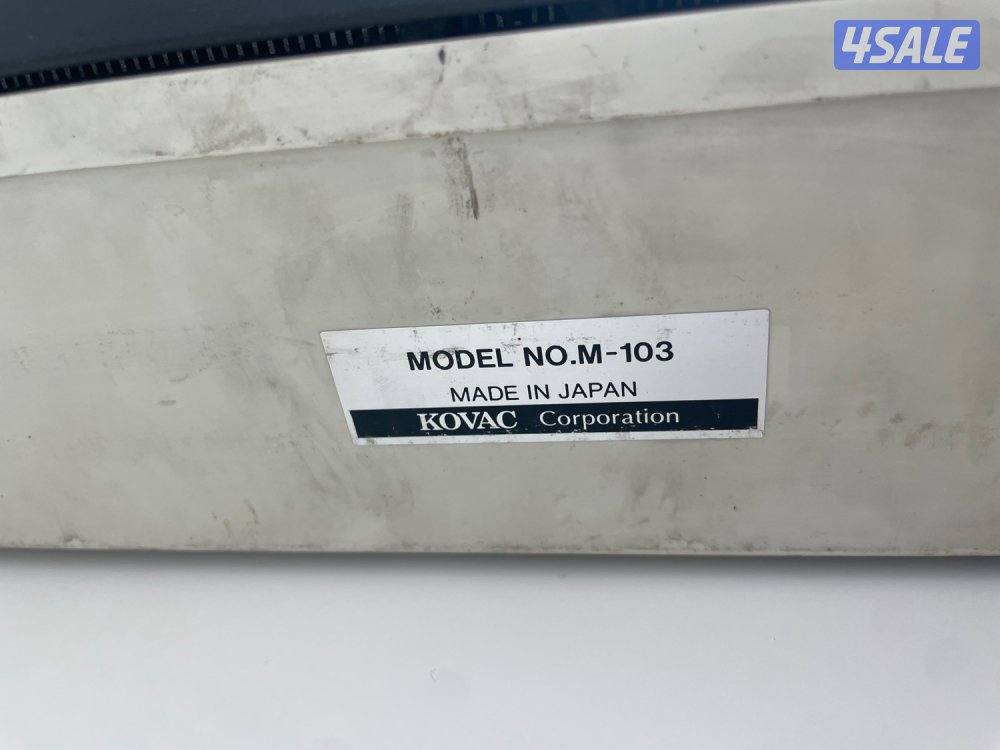 4SALE
MODEL NO.M-103
MADE IN JAPAN
KOVAC Corporation